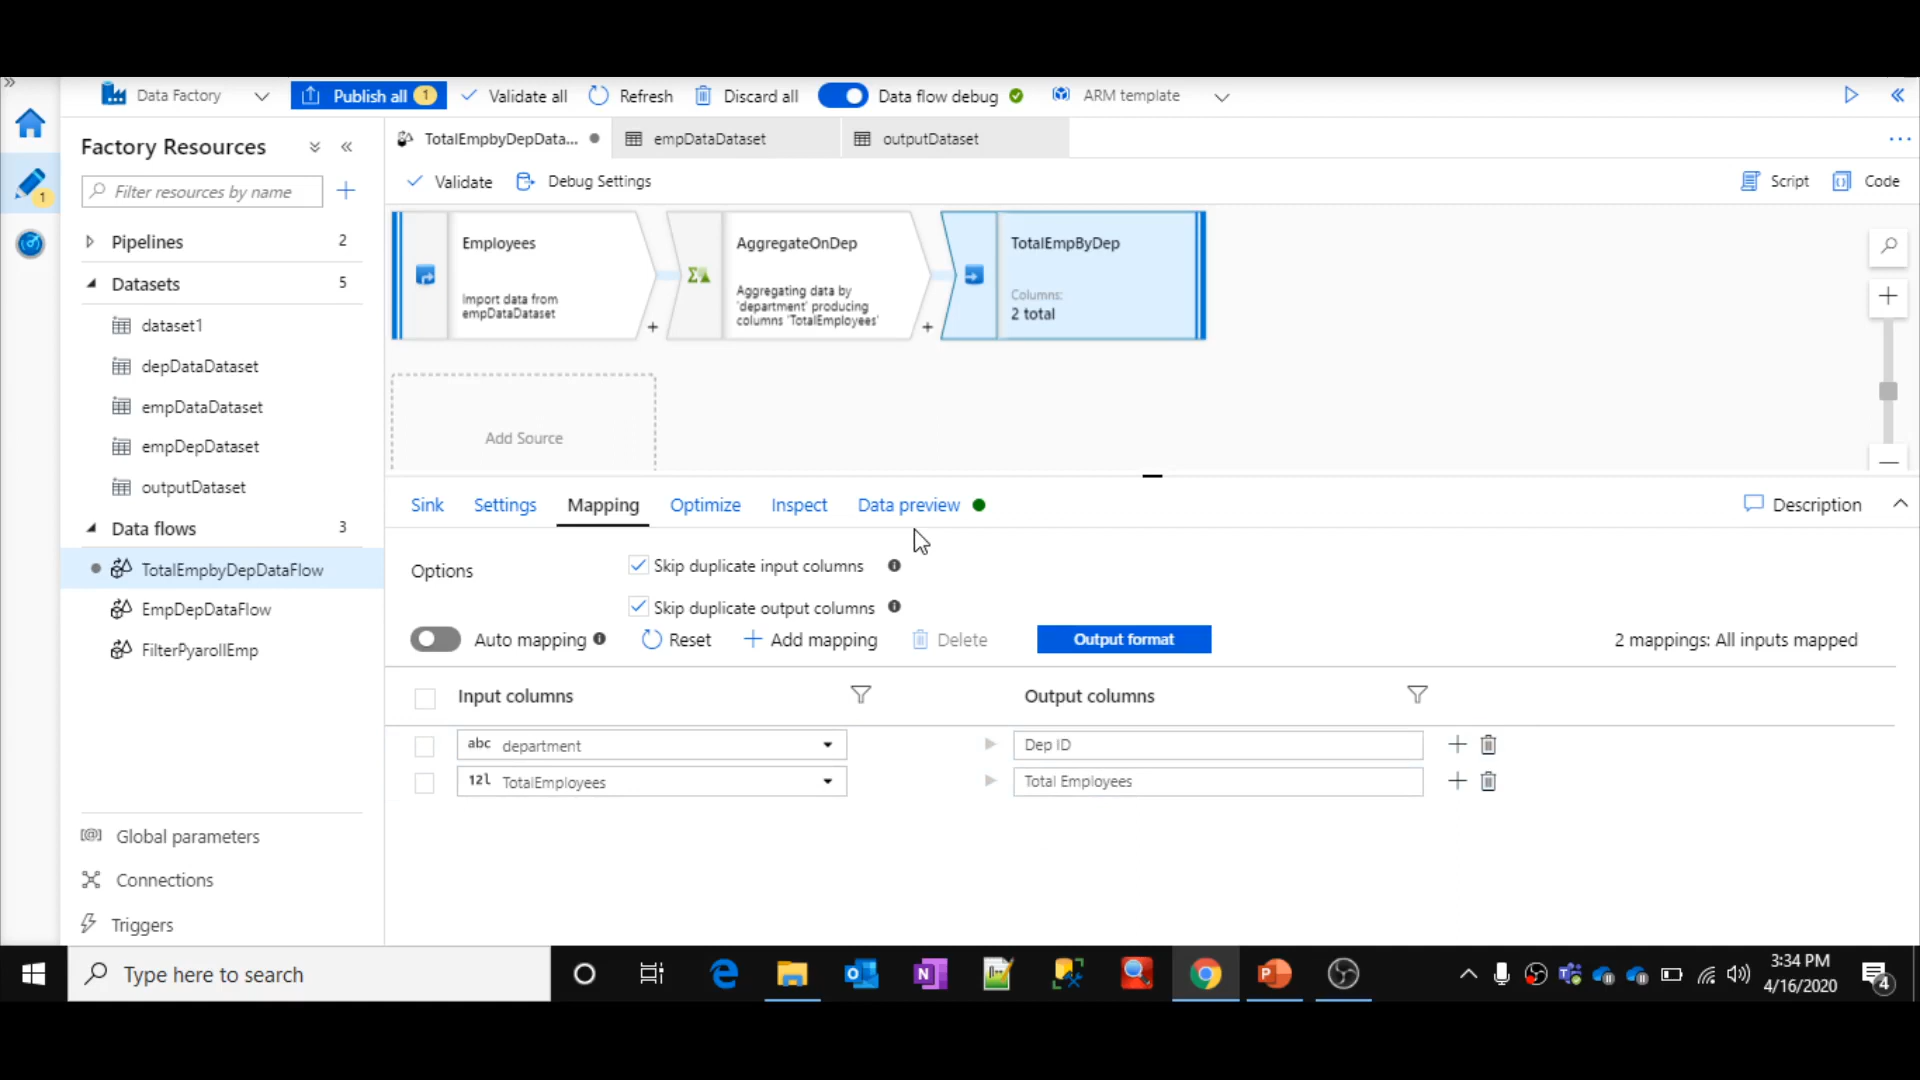 Data Factory
Publish all 1
Validate all
Refresh
Discard all
Data flow debug
ARM template
Factory Resources
TotalEmpbyDepData...
empDataDataset
outputDataset
Filter resources by name
1
Validate
Debug Settings
Script
Code
Pipelines 2
Datasets 5
dataset1
depDataDataset
empDataDataset
empDepDataset
outputDataset
Data flows 3
TotalEmpbyDepDataFlow
EmpDepDataFlow
FilterPyarollEmp
Global parameters
Connections
Triggers
Employees
Import data from
empDataDataset
AggregateOnDep
Aggregating data by
'department' producing
columns 'TotalEmployees'
TotalEmpByDep
Columns:
2 total
Add Source
Sink
Settings
Mapping
Optimize
Inspect
Data preview
Description
Options
Skip duplicate input columns
Skip duplicate output columns
Auto mapping
Reset
Add mapping
Delete
Output format
2 mappings: All inputs mapped
Input columns
Output columns
abc department
Dep ID
12l TotalEmployees
Total Employees
Type here to search
3:34 PM
4/16/2020
4